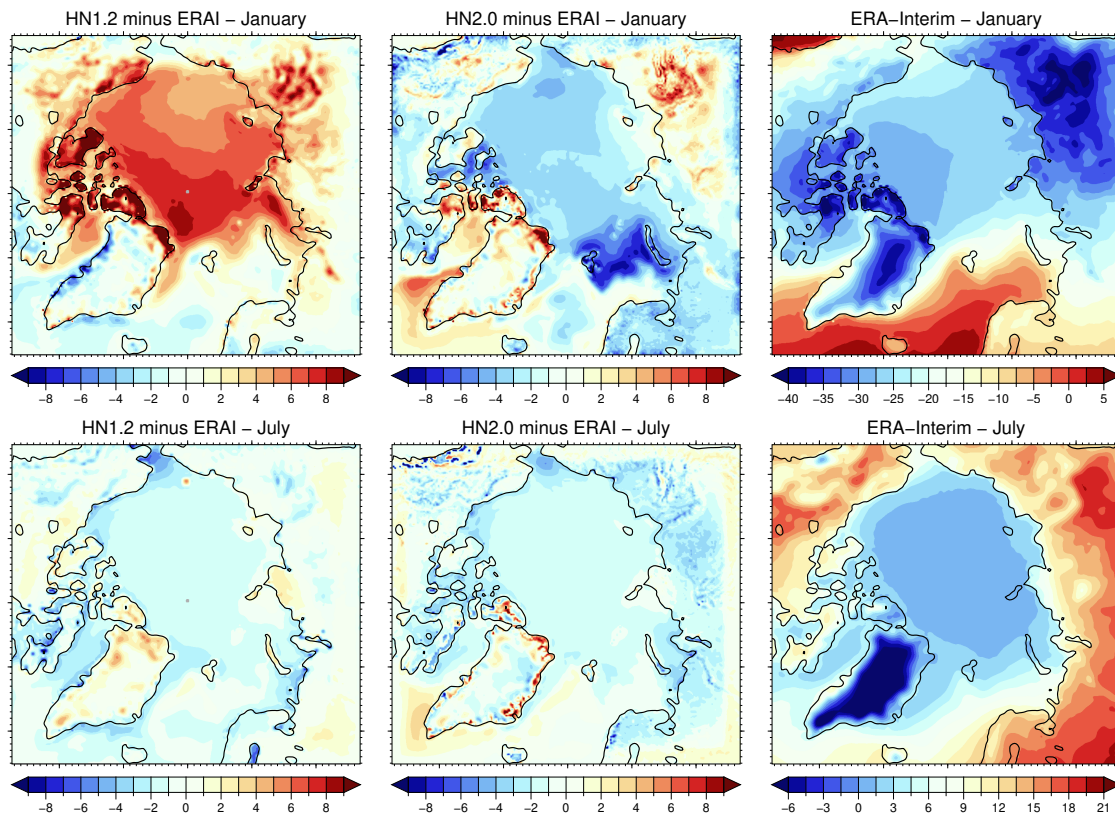 HN1.2 minus ERAI − January
HN2.0 minus ERAI − January
ERA−Interim − January
−8 −6 −4 −2 0 2 4 6 8
−8 −6 −4 −2 0 2 4 6 8
−40 −35 −30 −25 −20 −15 −10 −5 0 5
HN1.2 minus ERAI − July
HN2.0 minus ERAI − July
ERA−Interim − July
−8 −6 −4 −2 0 2 4 6 8
−8 −6 −4 −2 0 2 4 6 8
−6 −3 0 3 6 9 12 15 18 21